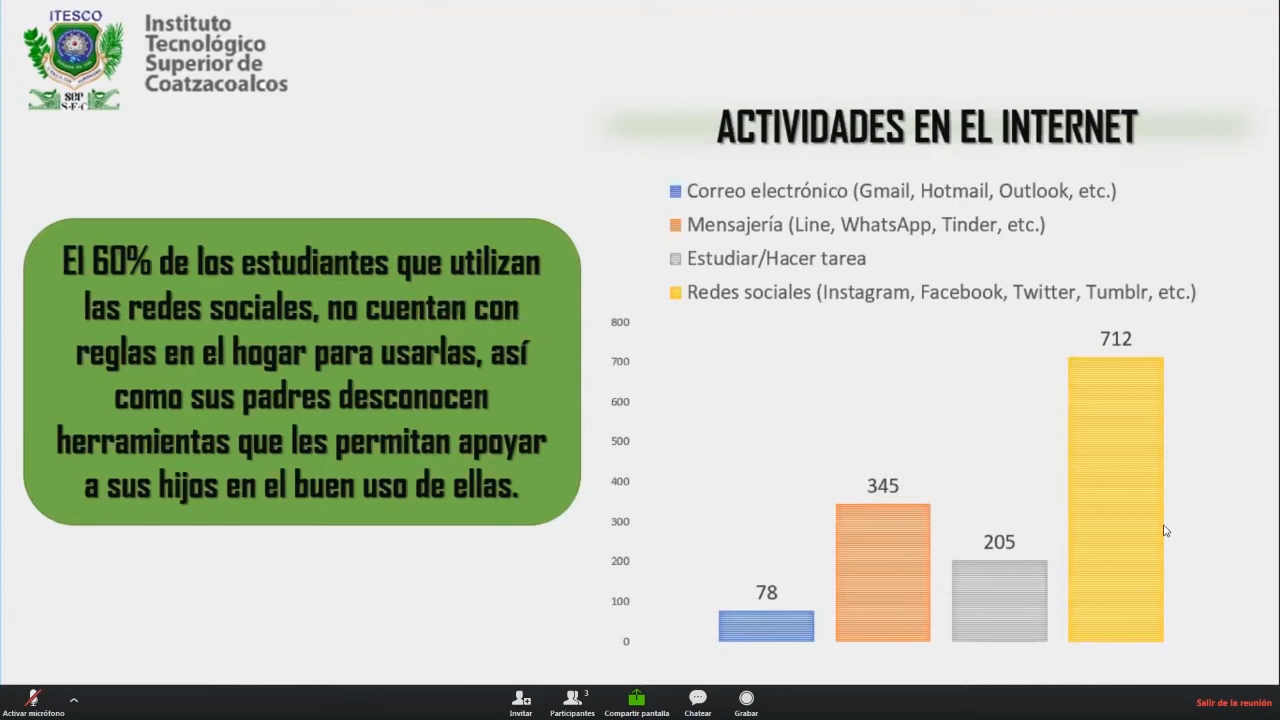 ITESCO
Instituto
Tecnológico
Superior de
Coatzacoalcos
SEP
S.E.C
ACTIVIDADES EN EL INTERNET
Correo electrónico (Gmail, Hotmail, Outlook, etc.)
Mensajería (Line, WhatsApp, Tinder, etc.)
Estudiar/Hacer tarea
Redes sociales (Instagram, Facebook, Twitter, Tumblr, etc.)
El 60% de los estudiantes que utilizan
las redes sociales, no cuentan con
reglas en el hogar para usarlas, así
como sus padres desconocen
herramientas que les permitan apoyar
a sus hijos en el buen uso de ellas.
800
700
600
500
400
300
200
100
0
78
345
205
712
Activar micrófono
Invitar
3
Participantes
Compartir pantalla
Chatear
Grabar
Salir de la reunión